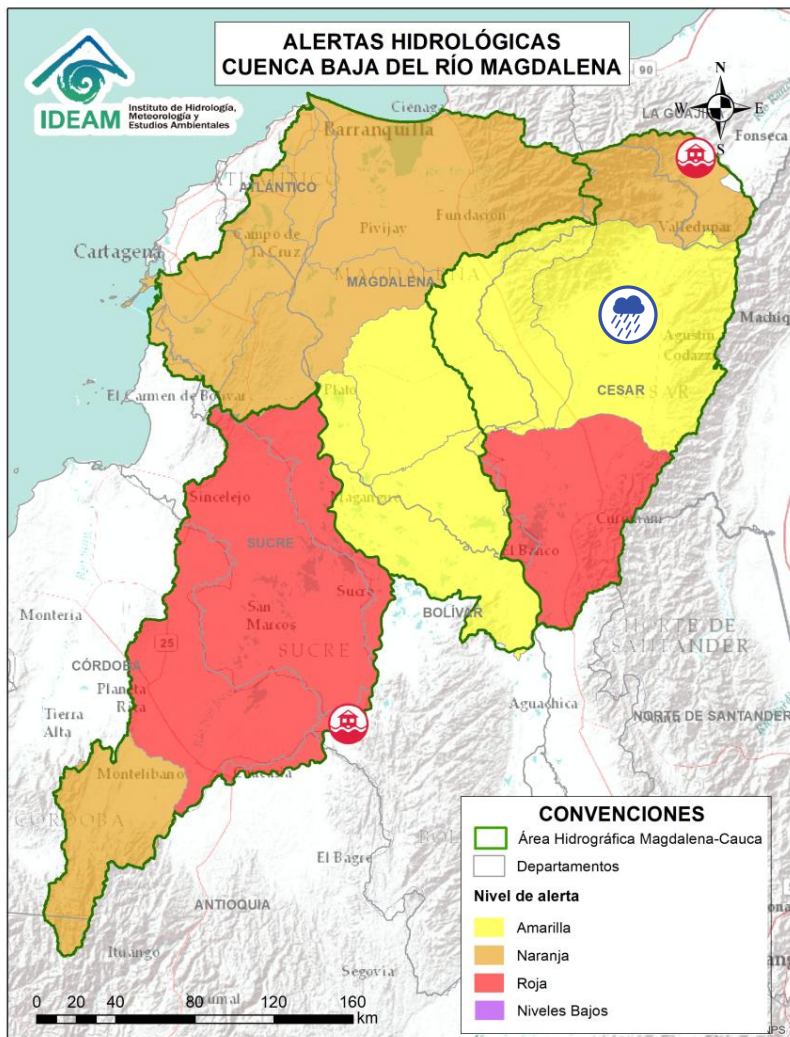 ALERTAS HIDROLÓGICAS
CUENCA BAJA DEL RÍO MAGDALENA
IDEAM
Instituto de Hidrología,
Meteorología y
Estudios Ambientales
90
N
W
E
S
Ciénaga
LA GUAJIRA
Fonseca
Barranquilla
ATLÁNTICO
Campo de
la Cruz
Pivijay
Fundación
Valledupar
Cartagena
MAGDALENA
MAGDALENA
Machiq
Agustín
Codazzi
CESAR
CESAR
El Carmen de Bolívar
Plato
Sincelejo
Magangué
Curumaní
SUCRE
El Banco
Sucre
BOLÍVAR
Montería
San
Marcos
SUCRE
NORTE DE
SANTANDER
25
CÓRDOBA
Planeta
Rica
Tierra
Alta
Aguachica
NORTE DE SANTANDER
Montelíbano
Caucasia
CÓRDOBA
El Bagre
ANTIOQUIA
Ituango
Segovia
CONVENCIONES
Área Hidrográfica Magdalena-Cauca
Departamentos
Nivel de alerta
Amarilla
Naranja
Roja
Niveles Bajos
0 20 40 80 120 160
km